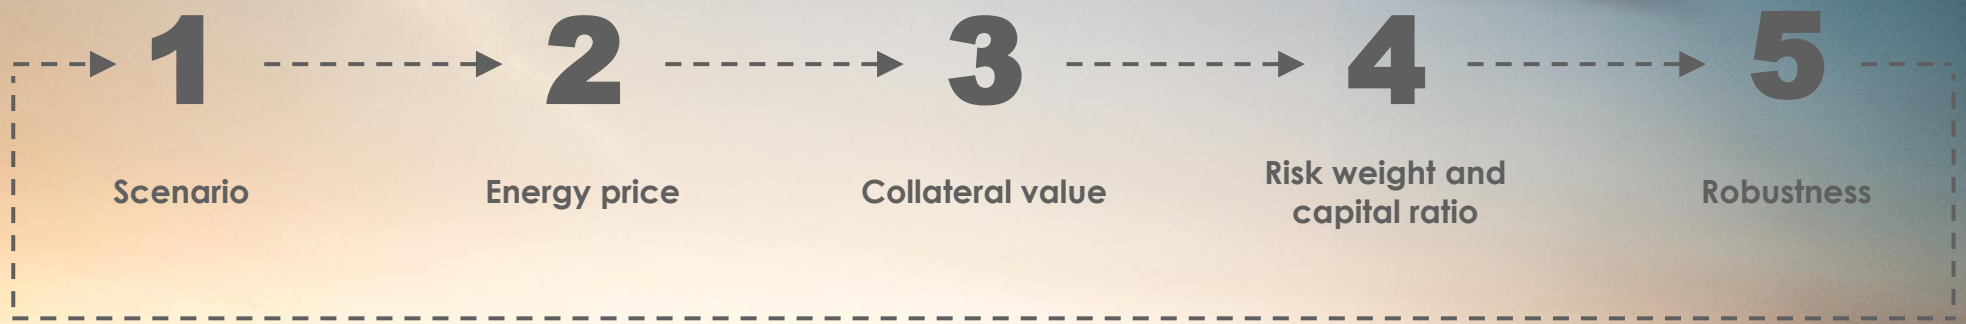 1
2
3
4
5
Scenario
Energy price
Collateral value
Risk weight and
capital ratio
Robustness